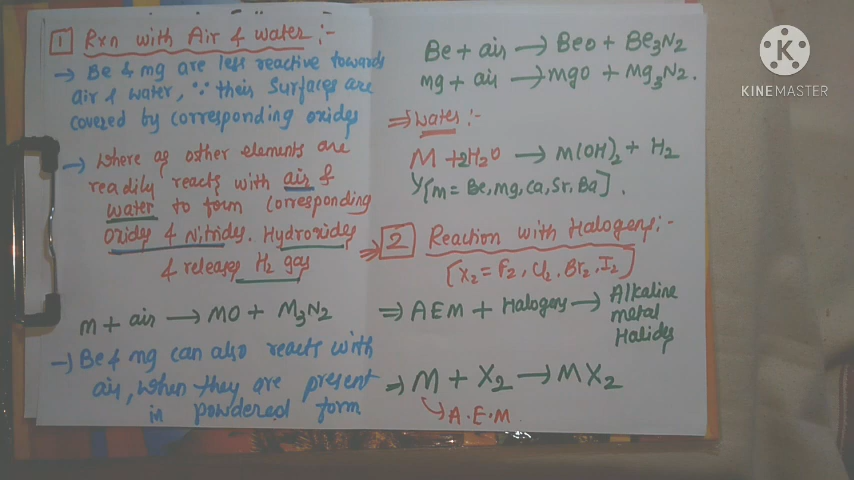 1 Rxn with Air & water :-
→ Be & mg are less reactive towards
air & water, ∵ their surfaces are
covered by corresponding oxides
→ Where as other elements are
readily reacts with air &
water to form corresponding
oxides & Nitrides. Hydroxides
& releases H2 gas
M + air → MO + M3N2
→ Be & mg can also reacts with
air, when they are present
in powdered form
Be + air → BeO + Be3N2
mg + air → mgo + Mg3N2.
⇒ water :-
M + 2H2O → M(OH)2 + H2
[M = Be, Mg, Ca, Sr, Ba].
⇒ 2 Reaction with Halogens :-
[X2 = F2, Cl2, Br2, I2]
⇒ AEM + Halogens → Alkaline
metal
Halides
⇒ M + X2 → MX2
A.E.M.
K
KINEMASTER